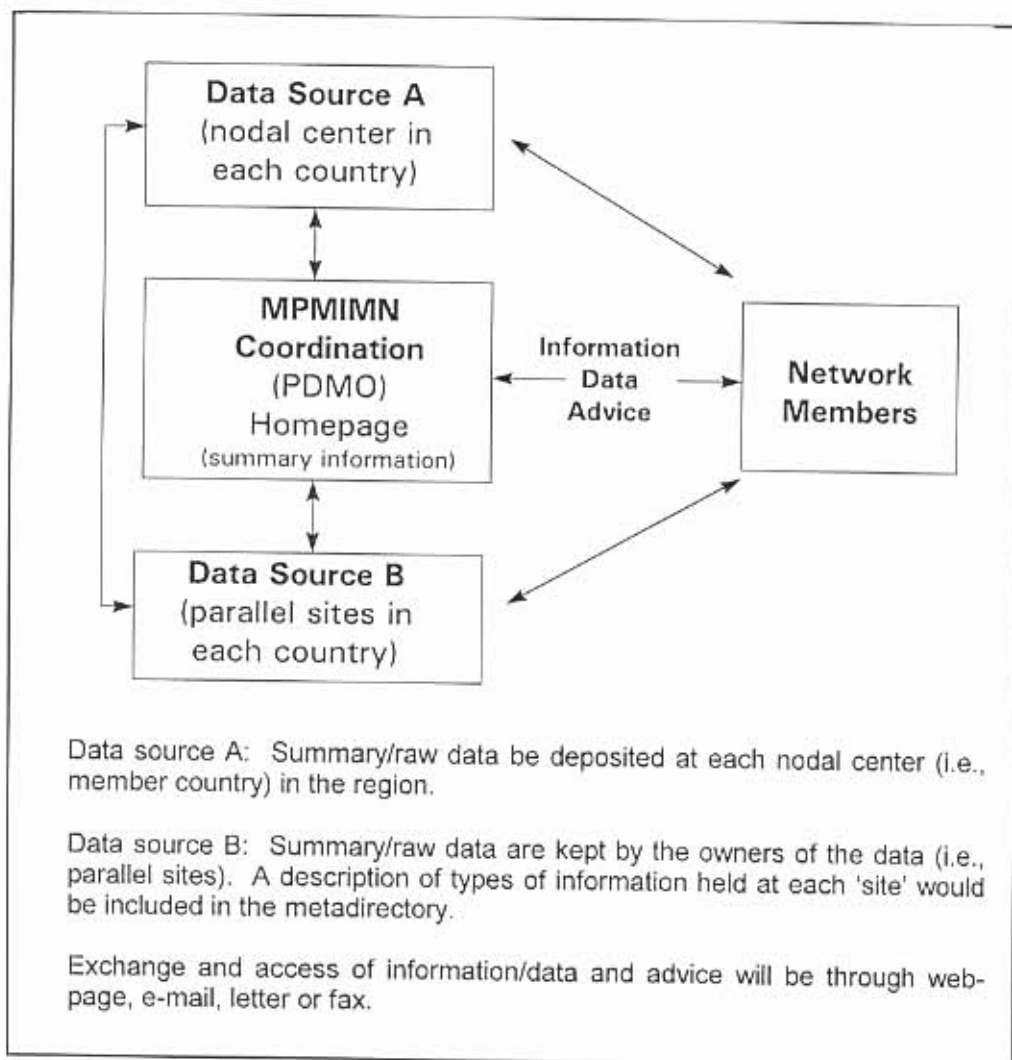 Data Source A
(nodal center in
each country)
MPMIMN
Coordination
(PDMO)
Homepage
(summary information)
Information
Data
Advice
Network
Members
Data Source B
(parallel sites in
each country)
Data source A: Summary/raw data be deposited at each nodal center (i.e.,
member country) in the region.
Data source B: Summary/raw data are kept by the owners of the data (i.e.,
parallel sites). A description of types of information held at each 'site' would
be included in the metadirectory.
Exchange and access of information/data and advice will be through web-
page, e-mail, letter or fax.